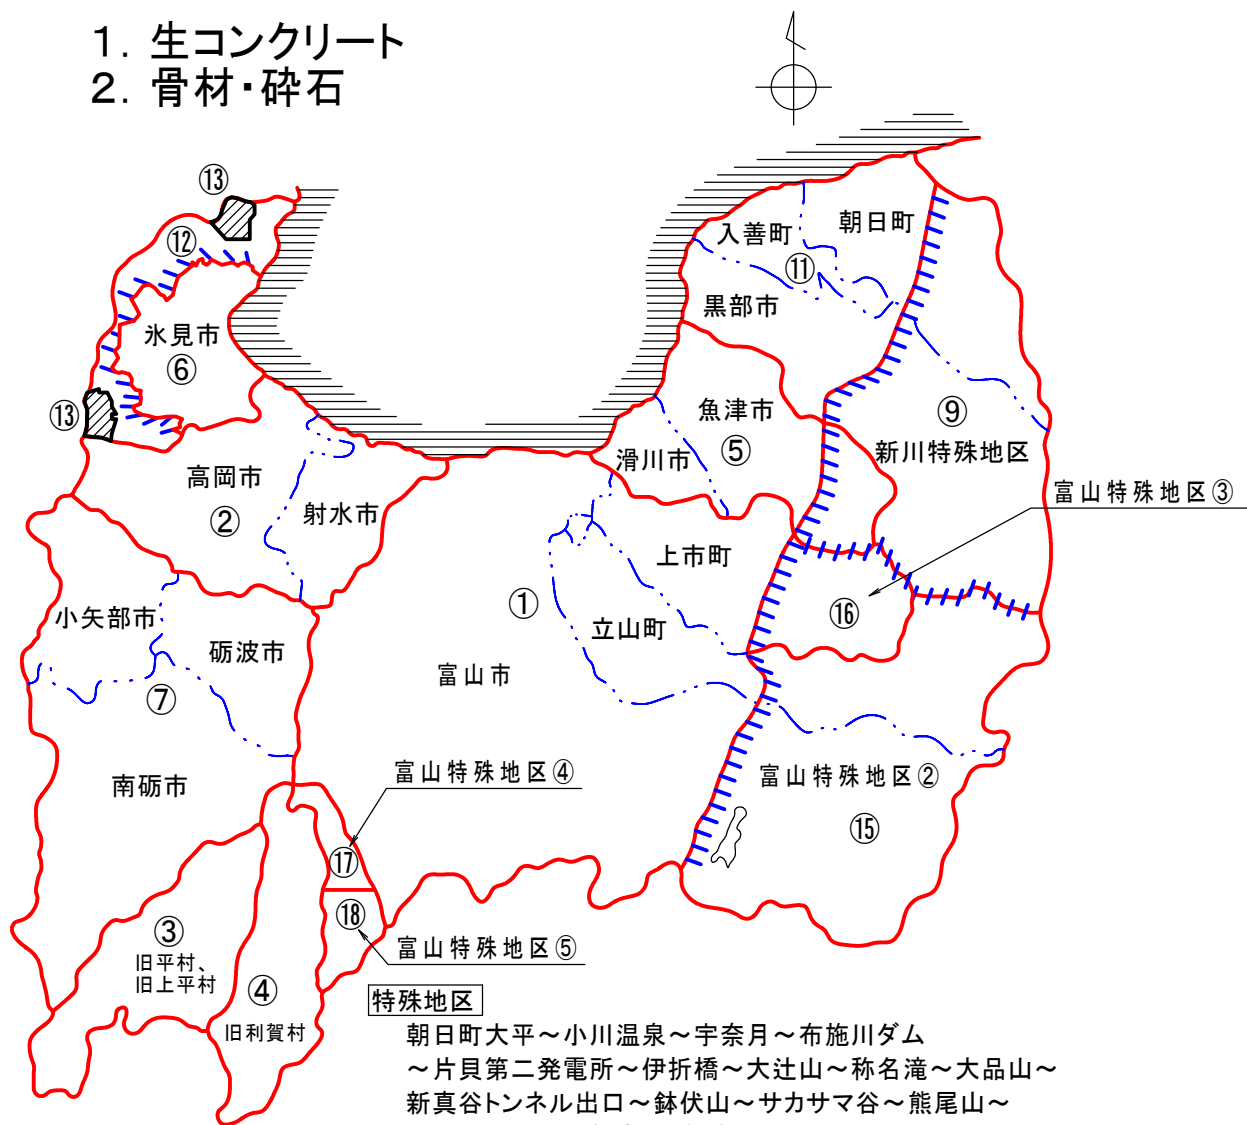 1. 生コンクリート
2. 骨材・砕石
⑬
⑫
入善町
朝日町
⑪
黒部市
氷見市
⑥
⑬
魚津市
⑤
滑川市
⑨
新川特殊地区
高岡市
②
射水市
富山特殊地区③
上市町
①
立山町
⑯
小矢部市
砺波市
富山市
⑦
南砺市
富山特殊地区④
富山特殊地区②
⑮
⑰
⑱
富山特殊地区⑤
③
旧平村、
旧上平村
④
旧利賀村
特殊地区
朝日町大平～小川温泉～宇奈月～布施川ダム
～片貝第二発電所～伊折橋～大辻山～称名滝～大品山～
新真谷トンネル出口～鉢伏山～サカサマ谷～熊尾山～